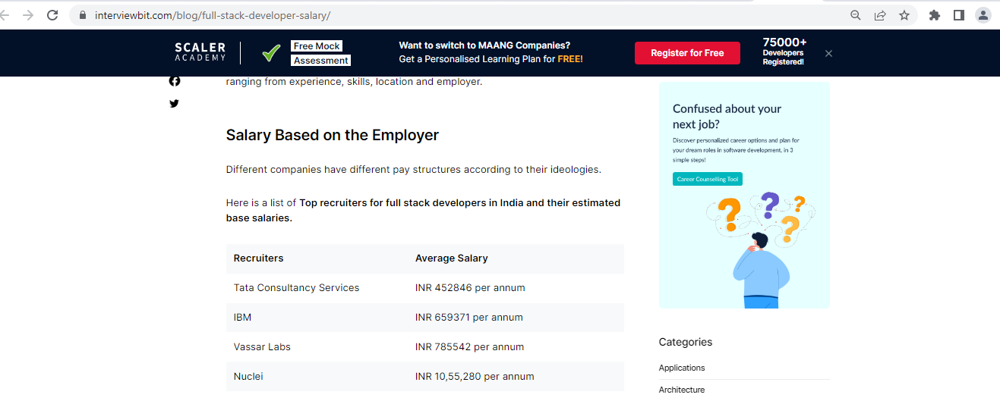 interviewbit.com/blog/full-stack-developer-salary/
SCALER
ACADEMY
Free Mock
Assessment
Want to switch to MAANG Companies?
Get a Personalised Learning Plan for FREE!
Register for Free
75000+
Developers
Registered!
ranging from experience, skills, location and employer.
Salary Based on the Employer
Different companies have different pay structures according to their ideologies.
Here is a list of Top recruiters for full stack developers in India and their estimated
base salaries.
Recruiters Average Salary
Tata Consultancy Services INR 452846 per annum
IBM INR 659371 per annum
Vassar Labs INR 785542 per annum
Nuclei INR 10,55,280 per annum
Confused about your
next job?
Discover personalized career options and plan for
your dream roles in software development, in 3
simple steps!
Career Counselling Tool
Categories
Applications
Architecture